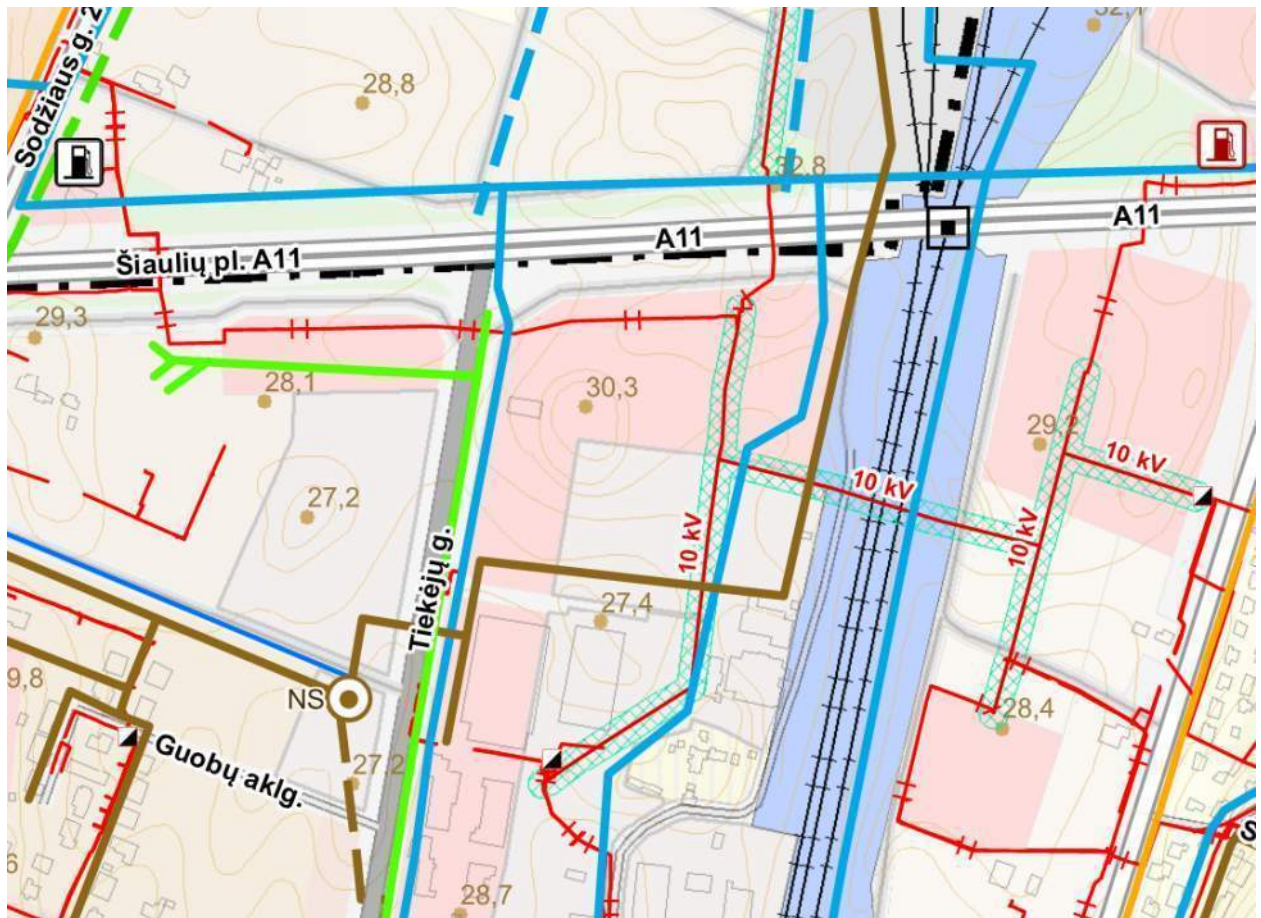 Sodžiaus g. 2
28,8
32,1
32,8
A11
A11
Šiaulių pl. A11
29,3
28,1
30,3
29,2
10 kV
10 kV
27,2
10 kV
10 kV
Tiekėjų g.
27,4
9,8
NS
28,4
Guobų aklg.
27,2
S
6
28,7